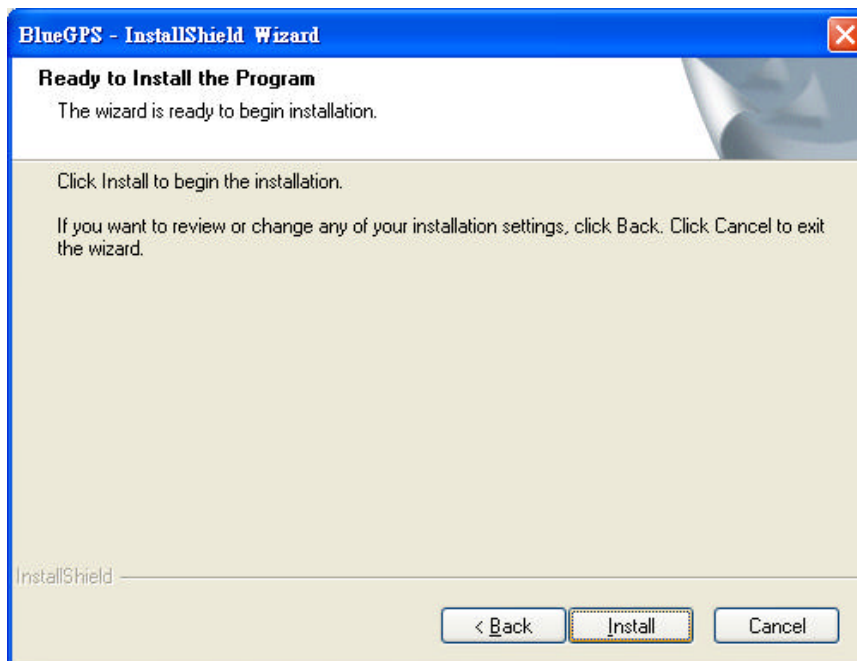 BlueGPS - InstallShield Wizard
Ready to Install the Program
The wizard is ready to begin installation.
Click Install to begin the installation.
If you want to review or change any of your installation settings, click Back. Click Cancel to exit
the wizard.
InstallShield
< Back
Install
Cancel